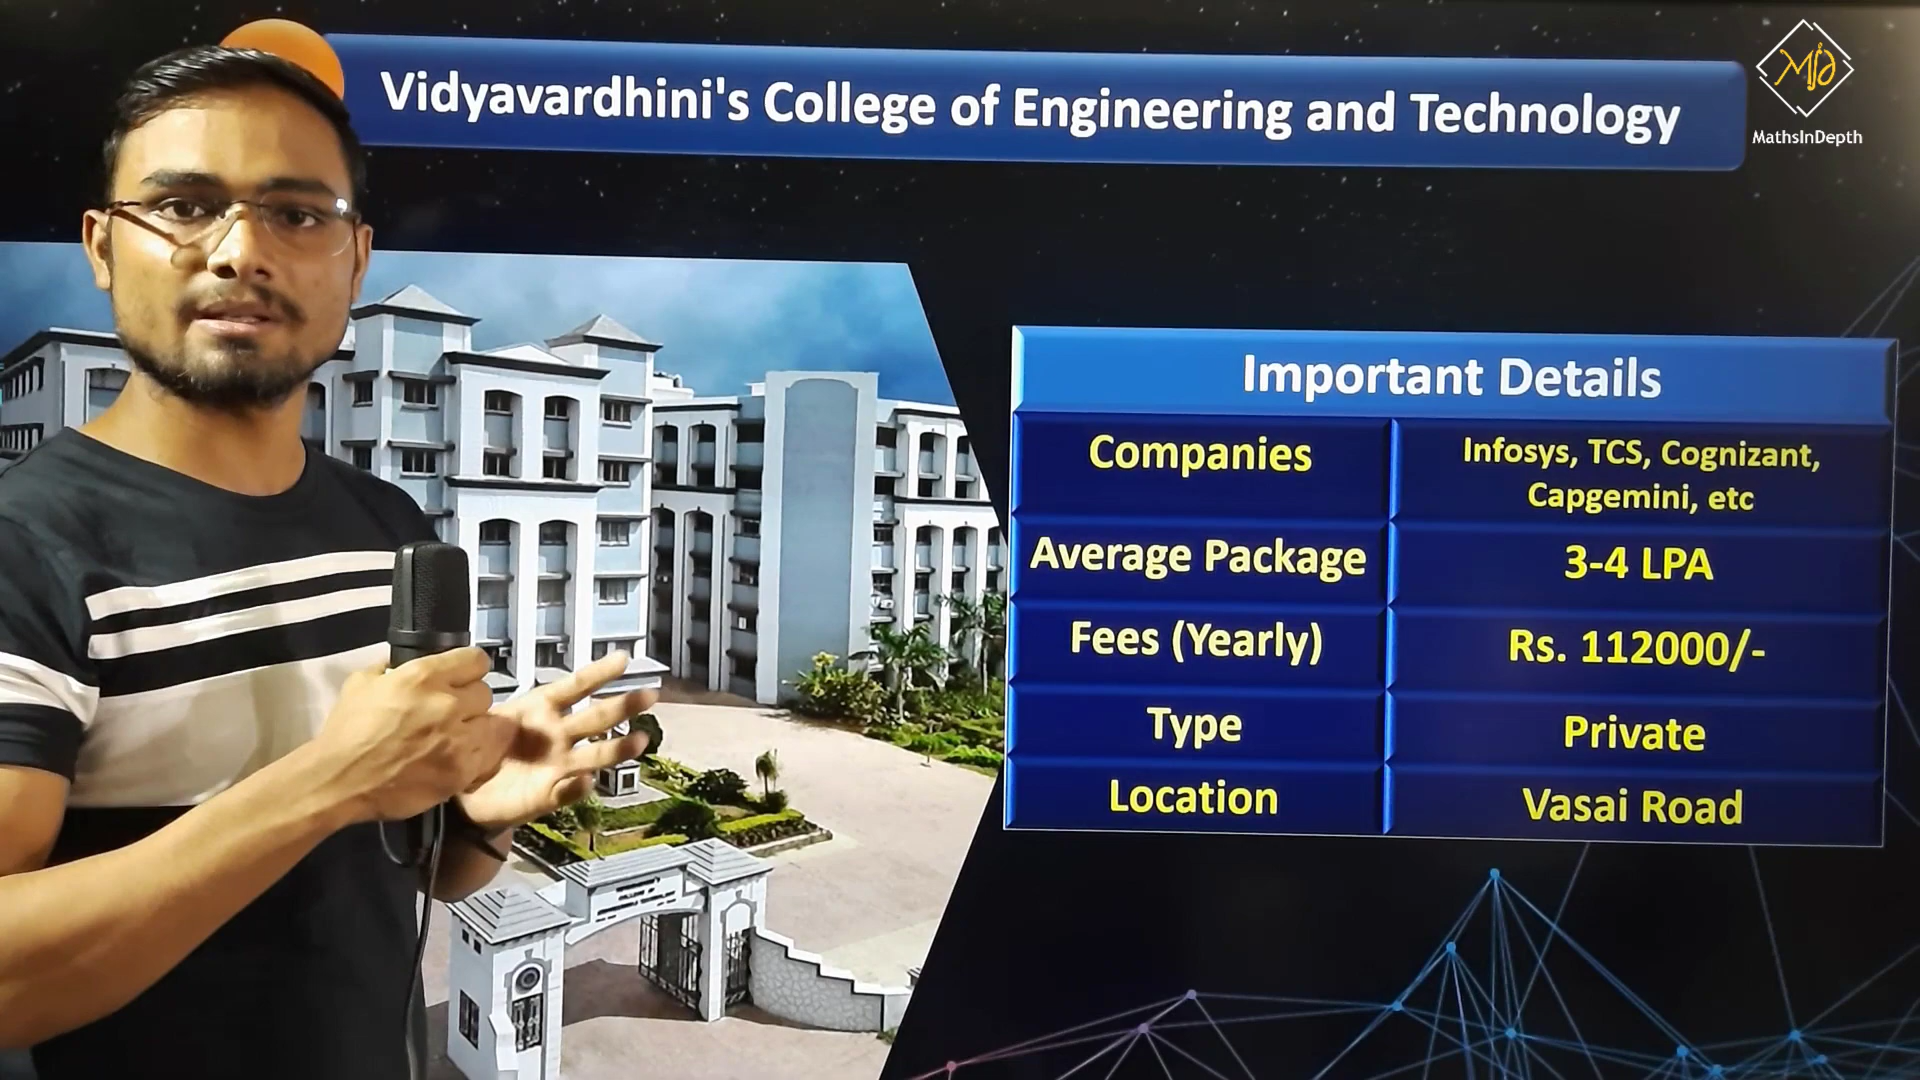 Vidyavardhini's College of Engineering and Technology
MathsInDepth
Important Details
Companies
Infosys, TCS, Cognizant,
Capgemini, etc
Average Package
3-4 LPA
Fees (Yearly)
Rs. 112000/-
Type
Private
Location
Vasai Road